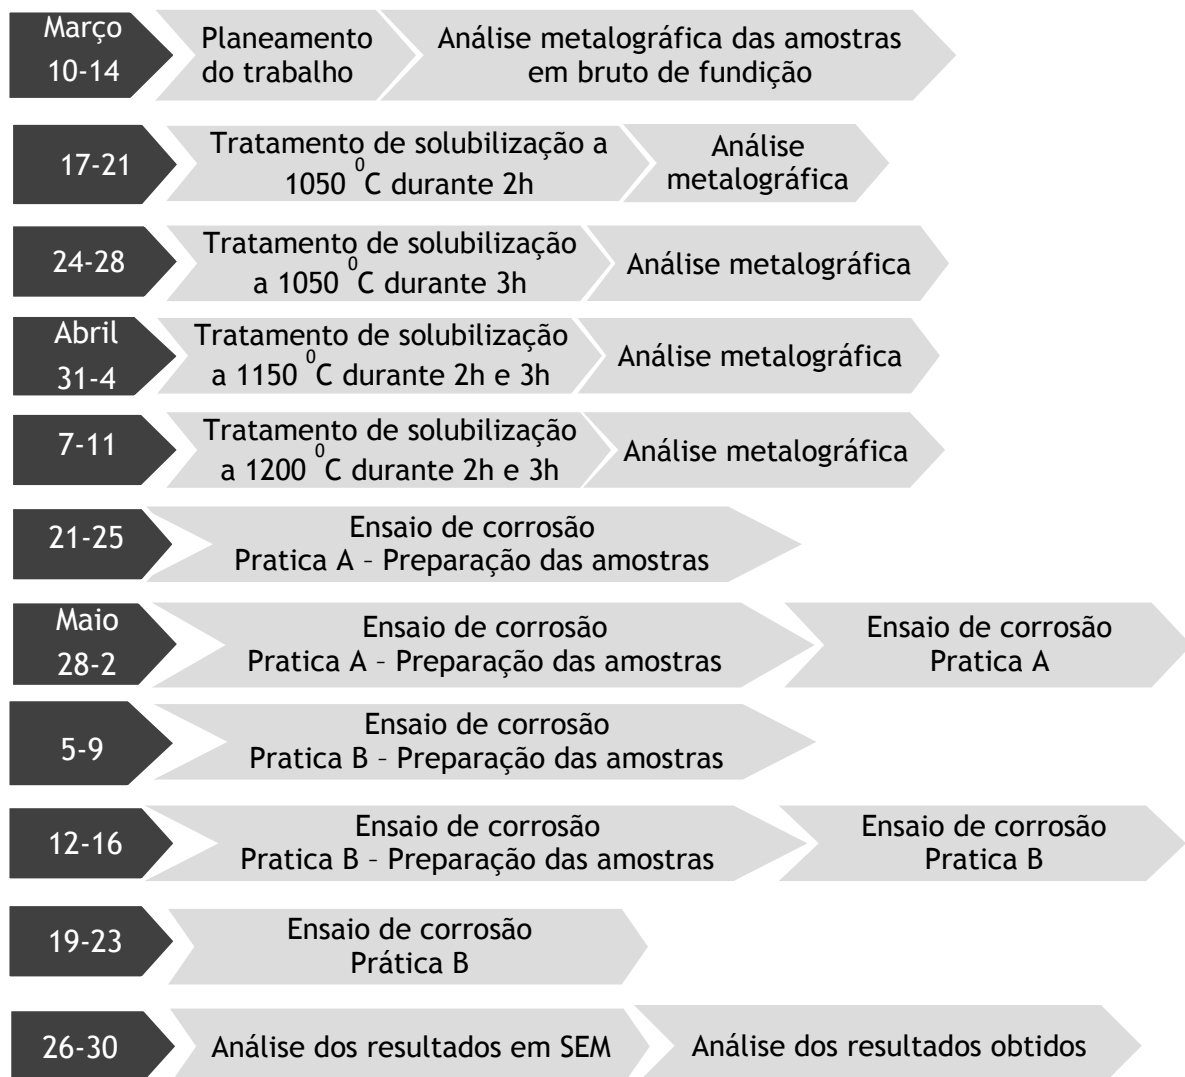 Março
10-14
Planeamento
do trabalho
Análise metalográfica das amostras
em bruto de fundição
17-21
Tratamento de solubilização a
1050 ⁰C durante 2h
Análise
metalográfica
24-28
Tratamento de solubilização
a 1050 ⁰C durante 3h
Análise metalográfica
Abril
31-4
Tratamento de solubilização
a 1150 ⁰C durante 2h e 3h
Análise metalográfica
7-11
Tratamento de solubilização
a 1200 ⁰C durante 2h e 3h
Análise metalográfica
21-25
Ensaio de corrosão
Pratica A – Preparação das amostras
Maio
28-2
Ensaio de corrosão
Pratica A – Preparação das amostras
Ensaio de corrosão
Pratica A
5-9
Ensaio de corrosão
Pratica B – Preparação das amostras
12-16
Ensaio de corrosão
Pratica B – Preparação das amostras
Ensaio de corrosão
Pratica B
19-23
Ensaio de corrosão
Prática B
26-30
Análise dos resultados em SEM
Análise dos resultados obtidos